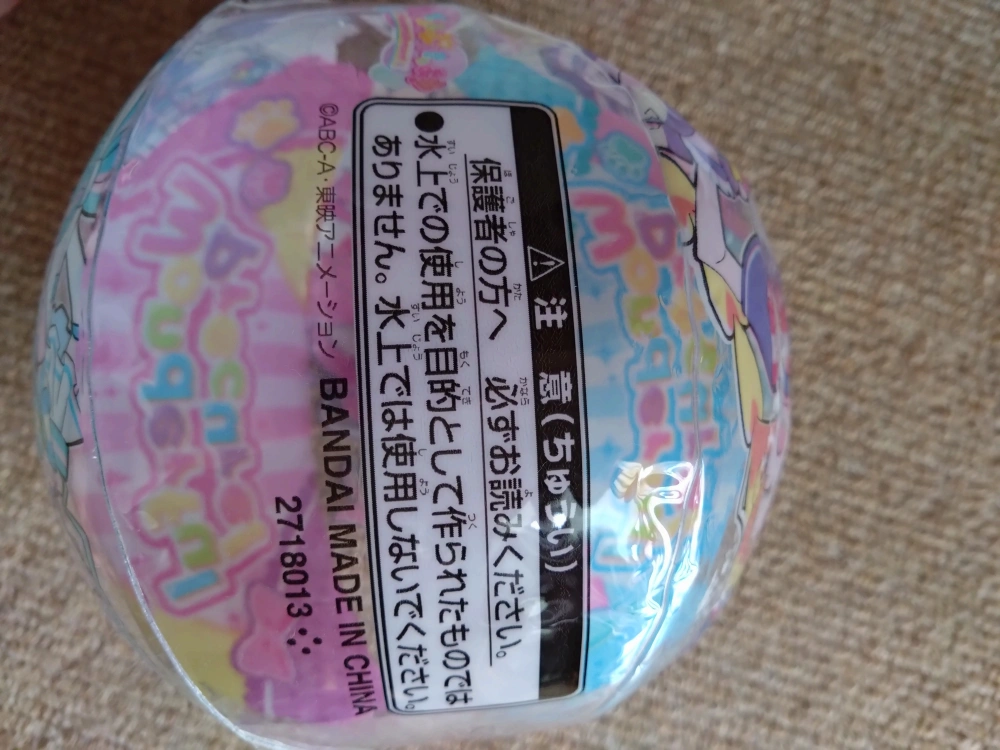 ⚠注 意(ちゅうい)
保護者の方へ 必ずお読みください。
●水上での使用を目的として作られたものでは
ありません。水上では使用しないでください。
©ABC-A・東映アニメーション BANDAI MADE IN CHINA
2718013